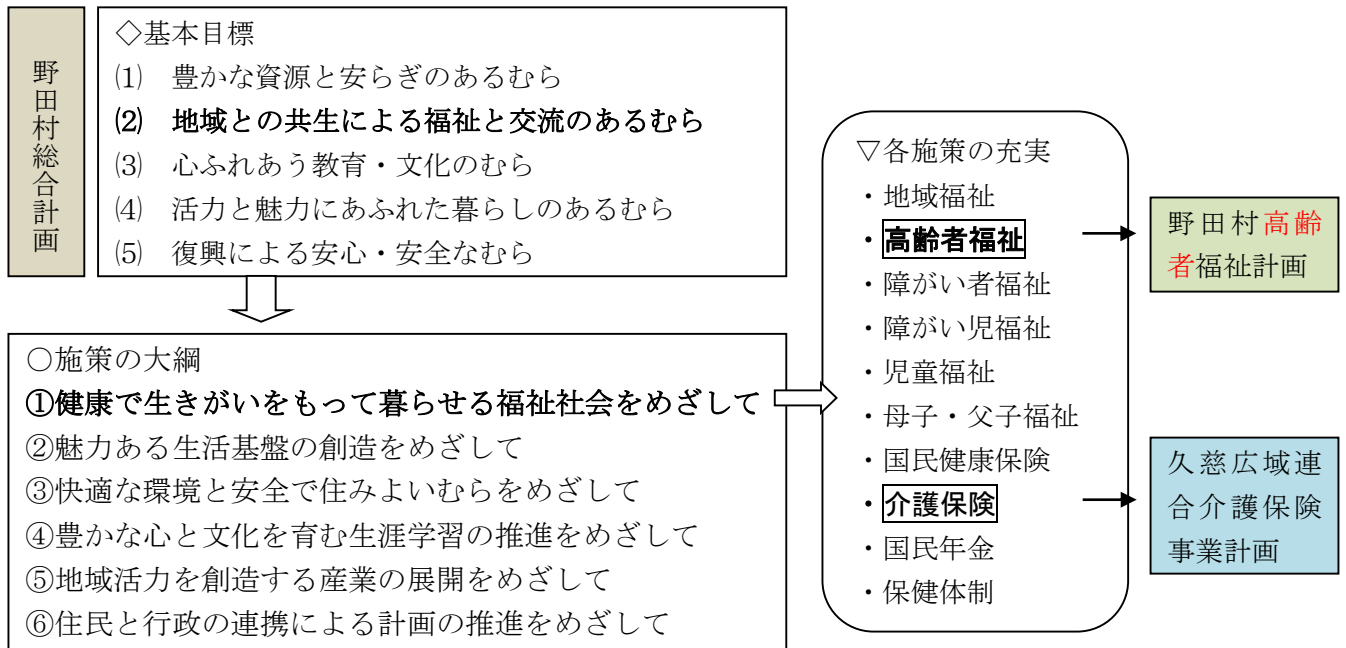 野田村総合計画
◇基本目標
⑴　豊かな資源と安らぎのあるむら
⑵　地域との共生による福祉と交流のあるむら
⑶　心ふれあう教育・文化のむら
⑷　活力と魅力にあふれた暮らしのあるむら
⑸　復興による安心・安全なむら
○施策の大綱
①健康で生きがいをもって暮らせる福祉社会をめざして
②魅力ある生活基盤の創造をめざして
③快適な環境と安全で住みよいむらをめざして
④豊かな心と文化を育む生涯学習の推進をめざして
⑤地域活力を創造する産業の展開をめざして
⑥住民と行政の連携による計画の推進をめざして
▽各施策の充実
・地域福祉
・高齢者福祉
・障がい者福祉
・障がい児福祉
・児童福祉
・母子・父子福祉
・国民健康保険
・介護保険
・国民年金
・保健体制
野田村高齢
者福祉計画
久慈広域連
合介護保険
事業計画